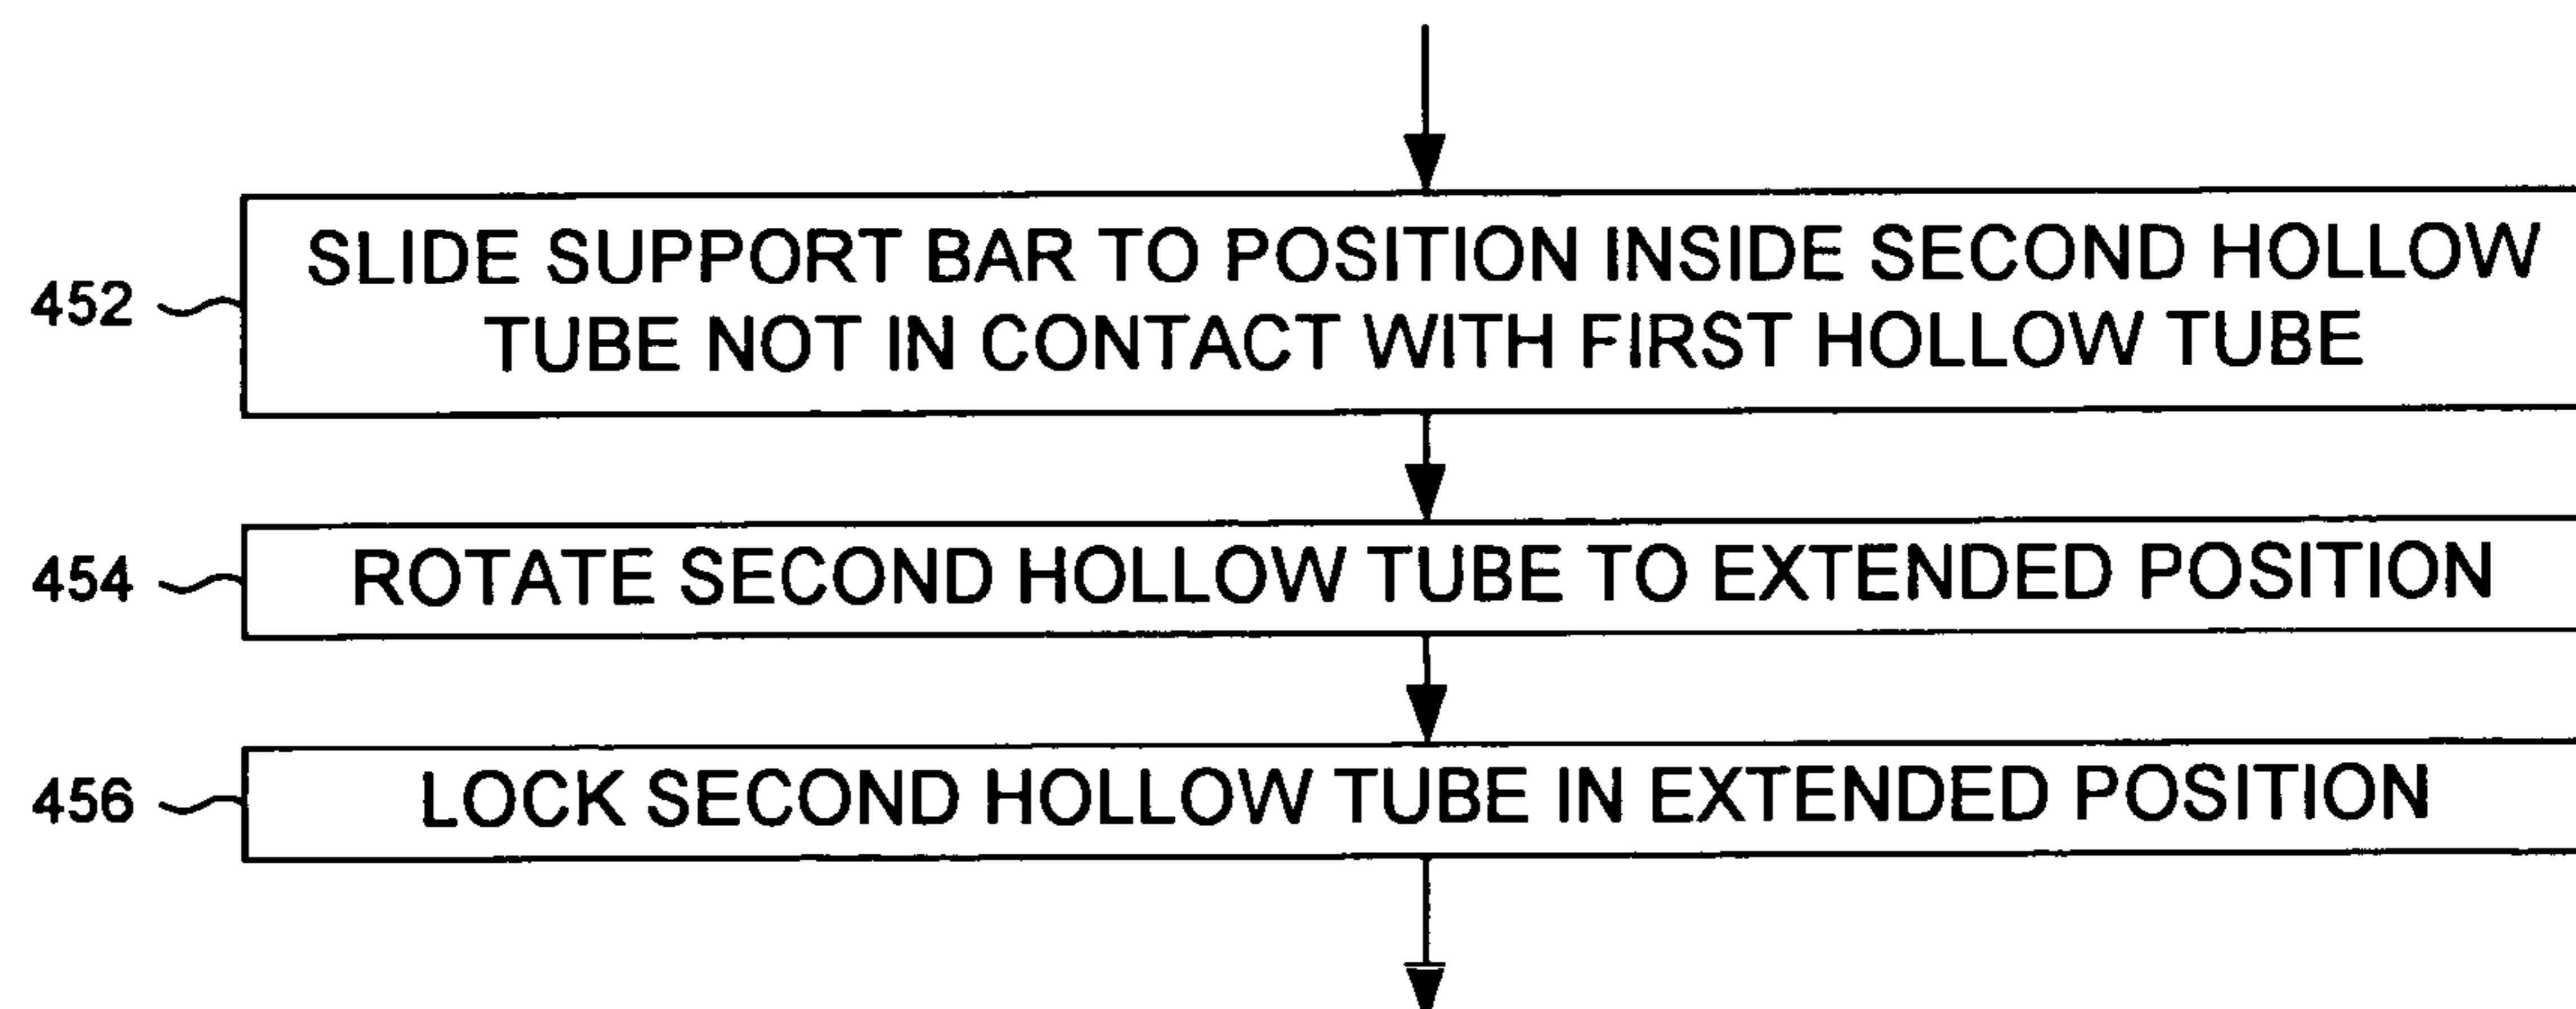 452
SLIDE SUPPORT BAR TO POSITION INSIDE SECOND HOLLOW
TUBE NOT IN CONTACT WITH FIRST HOLLOW TUBE
454
ROTATE SECOND HOLLOW TUBE TO EXTENDED POSITION
456
LOCK SECOND HOLLOW TUBE IN EXTENDED POSITION